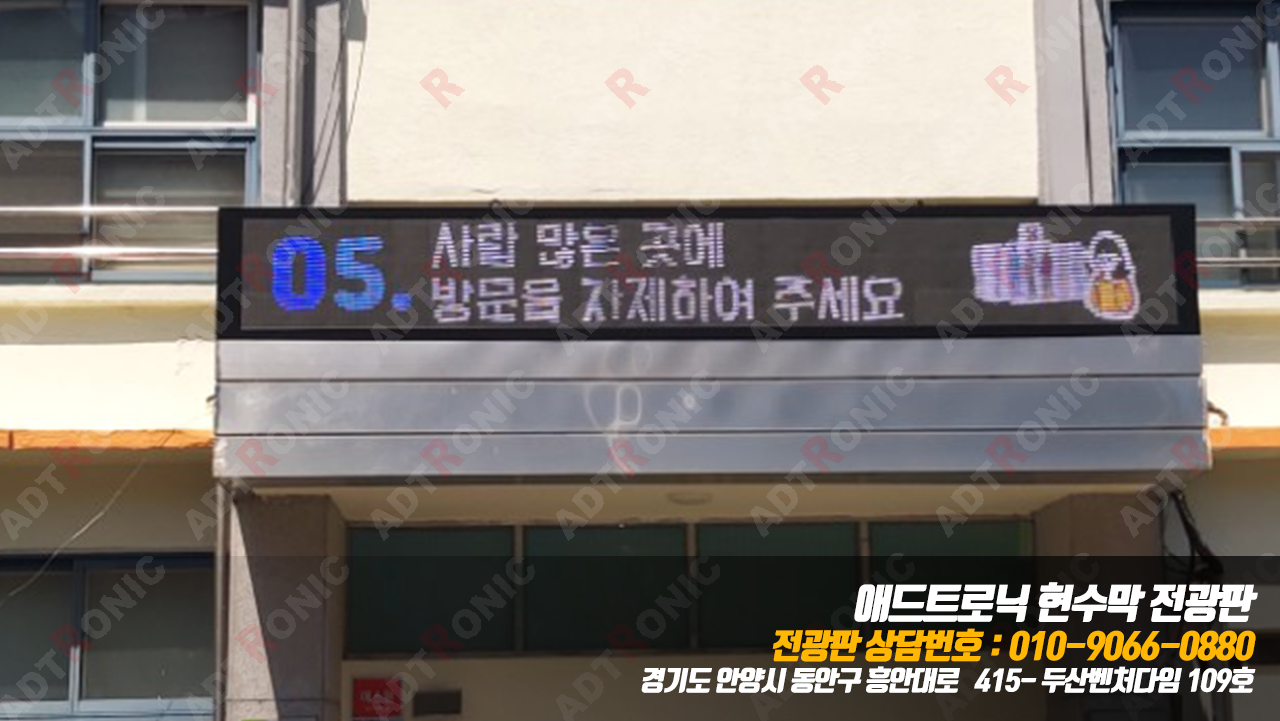 05.
사람 많은 곳에
방문을 자제하여 주세요
애드트로닉 현수막 전광판
전광판 상담번호 : 010-9066-0880
경기도 안양시 동안구 흥안대로 415- 두산벤쳐다임 109호
ADTRONIC